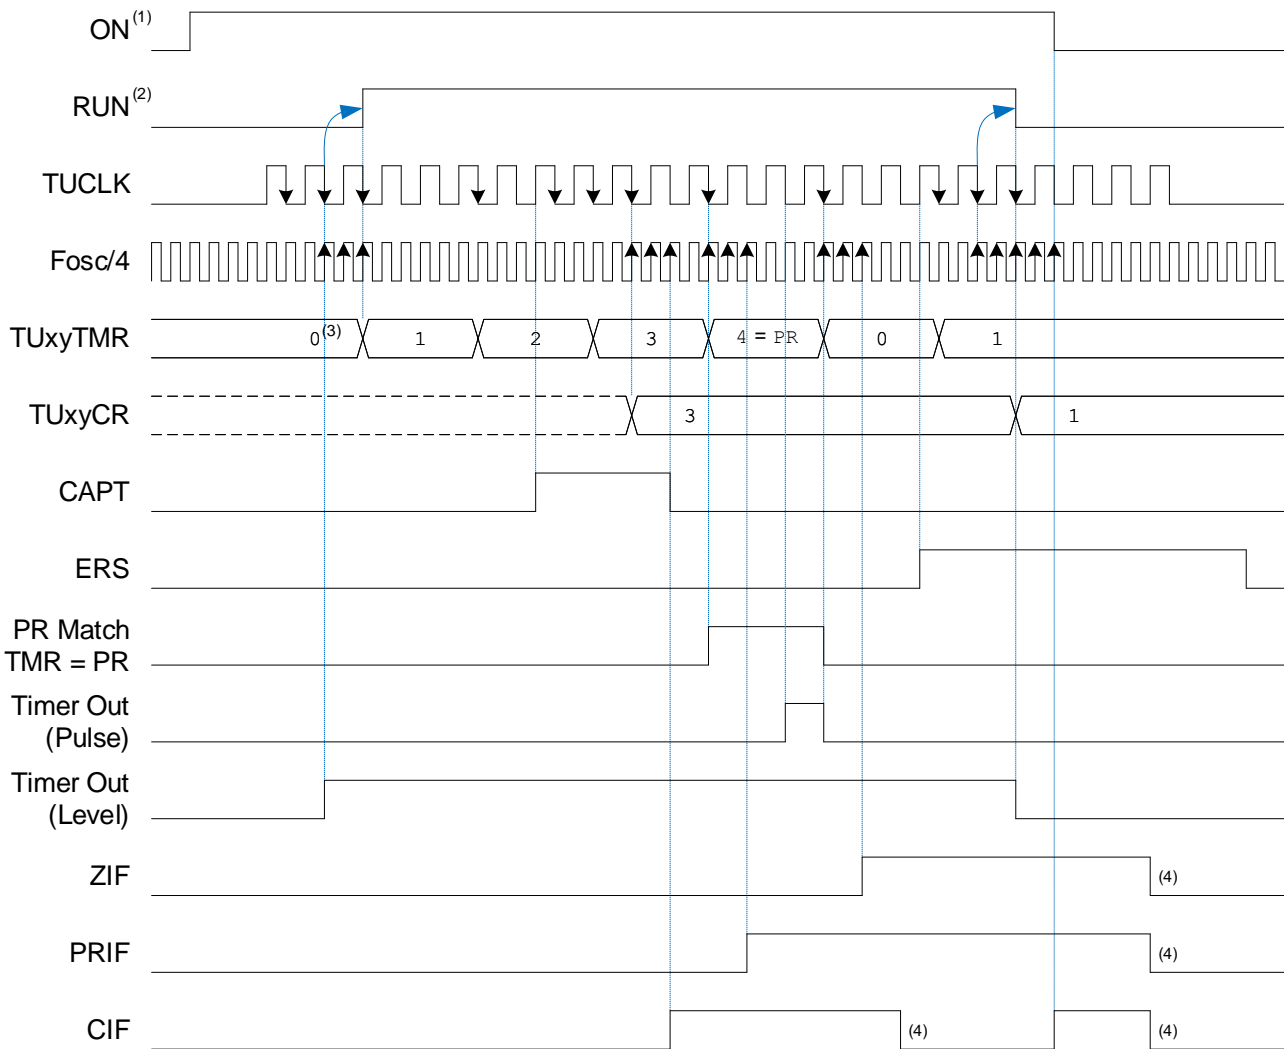 ON(1)
RUN(2)
TUCLK
Fosc/4
TUxyTMR 0(3) 1 2 3 4 = PR 0 1
TUxyCR 3 1
CAPT
ERS
PR Match
TMR = PR
Timer Out
(Pulse)
Timer Out
(Level)
ZIF (4)
PRIF (4)
CIF (4) (4)